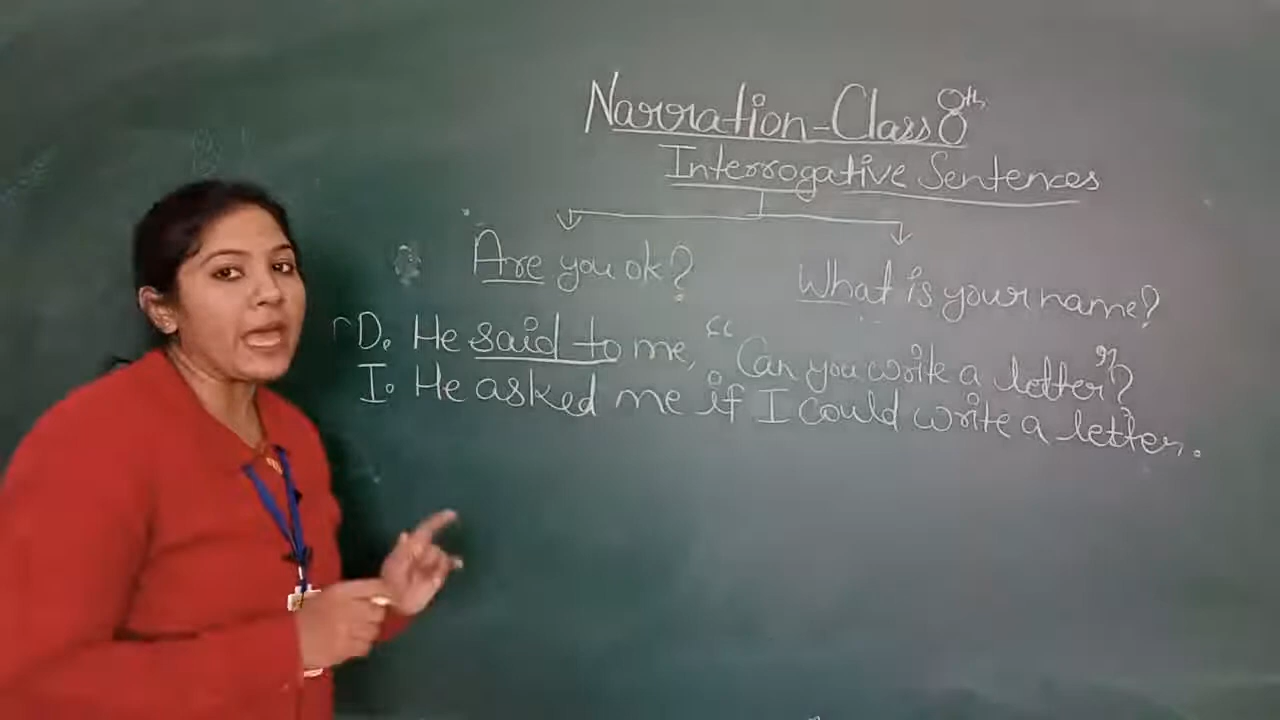 Narration-Class 8th
Interrogative Sentences
Are you ok?
What is your name?
D. He said to me, "Can you write a letter"?
I. He asked me if I could write a letter.